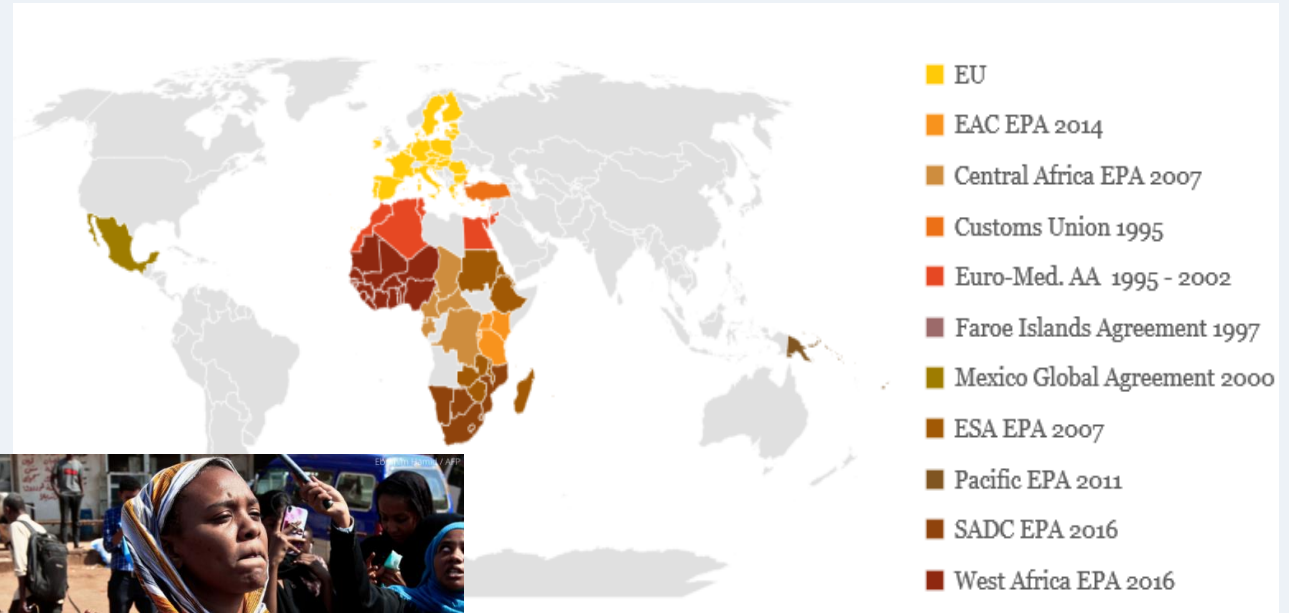 EU
EAC EPA 2014
Central Africa EPA 2007
Customs Union 1995
Euro-Med. AA 1995 - 2002
Faroe Islands Agreement 1997
Mexico Global Agreement 2000
ESA EPA 2007
Pacific EPA 2011
SADC EPA 2016
West Africa EPA 2016
/ AFP